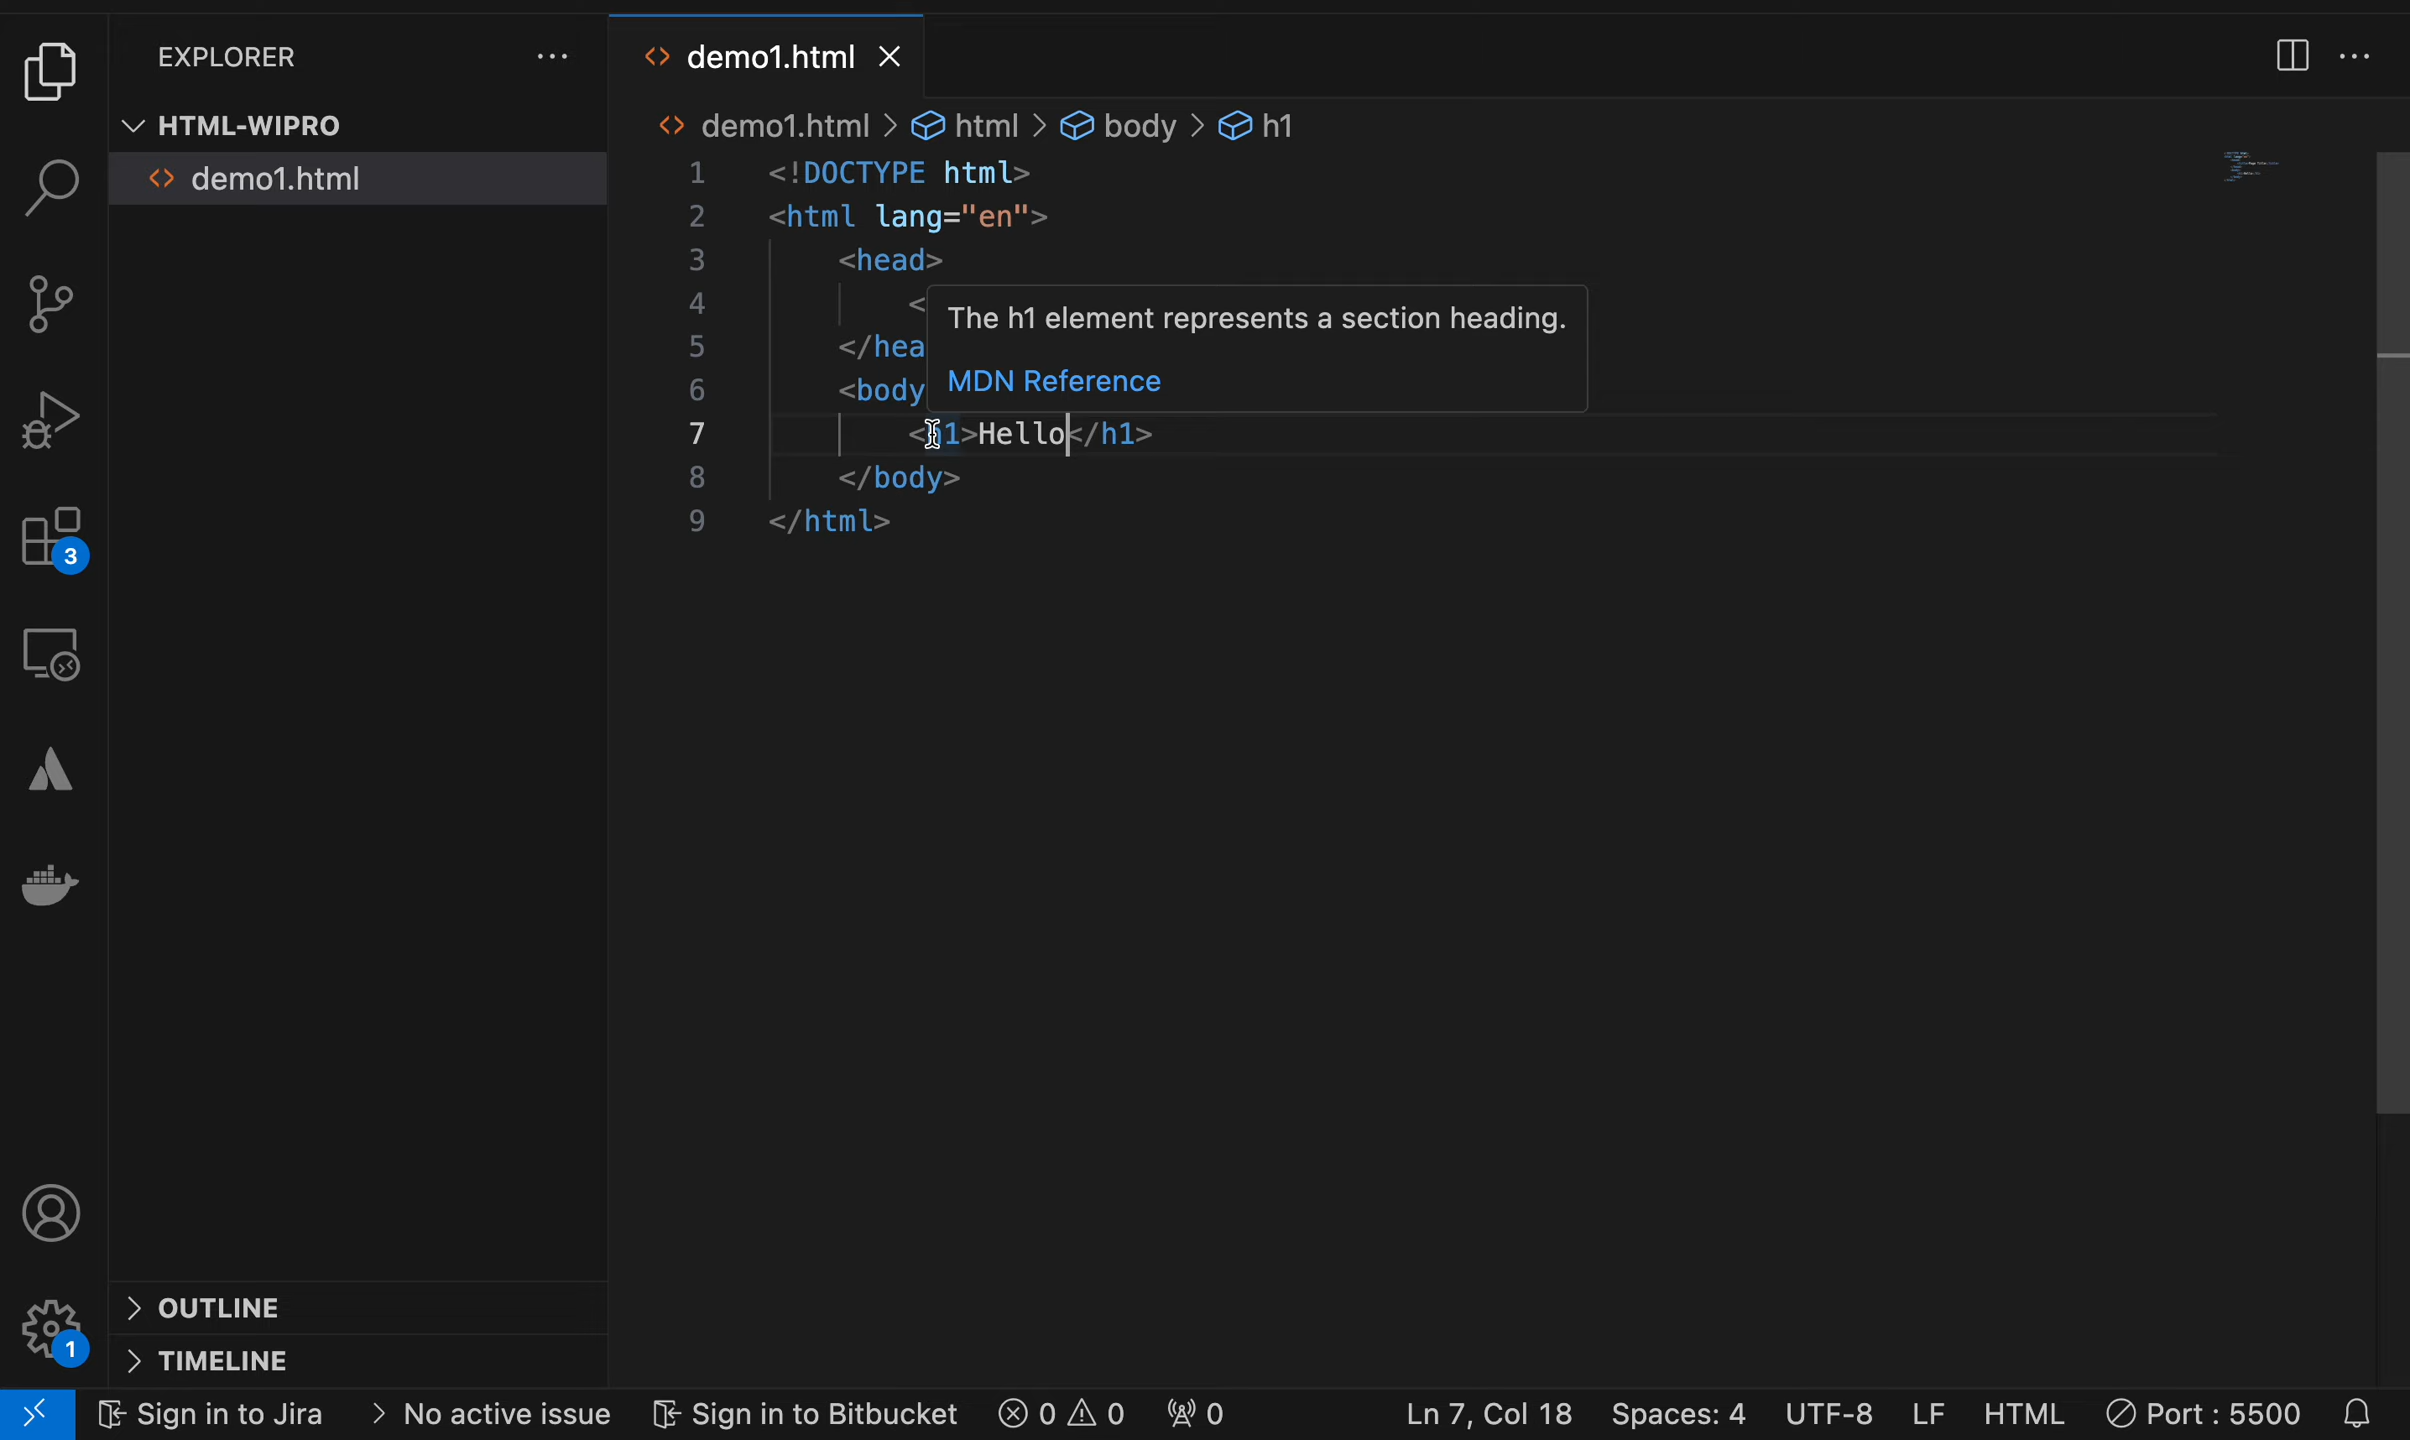 EXPLORER
HTML-WIPRO
demo1.html
3
OUTLINE
TIMELINE
1
demo1.html
demo1.html > html > body > h1
1 <!DOCTYPE html>
2 <html lang="en">
3 <head>
4 <
5 </hea
6 <body
7 <h1>Hello</h1>
8 </body>
9 </html>
The h1 element represents a section heading.
MDN Reference
Sign in to Jira > No active issue Sign in to Bitbucket 0 0 0 Ln 7, Col 18 Spaces: 4 UTF-8 LF HTML Port : 5500